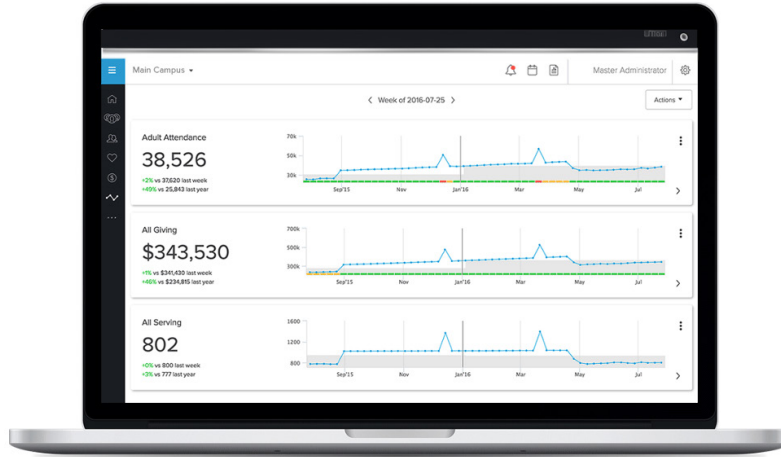 Main Campus
Master Administrator
Week of 2016-07-25
Actions
Adult Attendance
38,526
+2% vs 37,620 last week
+49% vs 25,843 last year
70k
50k
30k
Sep'15 Nov Jan'16 Mar May Jul
All Giving
$343,530
+1% vs $341,430 last week
+46% vs $234,815 last year
700k
500k
300k
Sep'15 Nov Jan'16 Mar May Jul
All Serving
802
+0% vs 800 last week
+3% vs 777 last year
1600
1200
800
Sep'15 Nov Jan'16 Mar May Jul